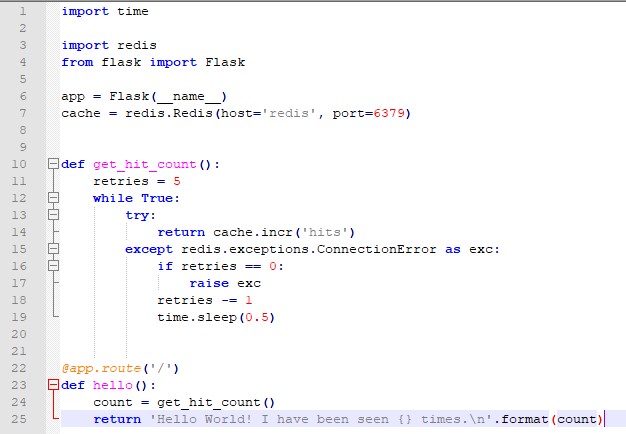 1 import time
2
3 import redis
4 from flask import Flask
5
6 app = Flask(__name__)
7 cache = redis.Redis(host='redis', port=6379)
8
9
10 def get_hit_count():
11     retries = 5
12     while True:
13         try:
14             return cache.incr('hits')
15         except redis.exceptions.ConnectionError as exc:
16             if retries == 0:
17                 raise exc
18             retries -= 1
19             time.sleep(0.5)
20
21
22 @app.route('/')
23 def hello():
24     count = get_hit_count()
25     return 'Hello World! I have been seen {} times.\n'.format(count)